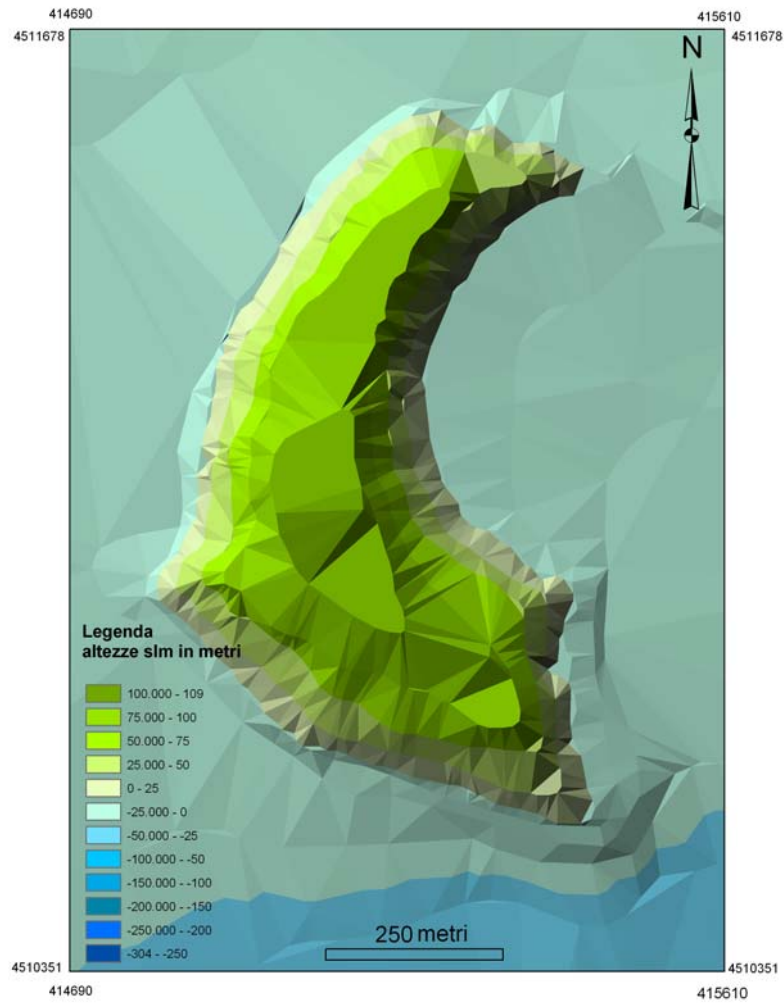 414690
415610
4511678
4511678
N
Legenda
altezze slm in metri
100.000 - 109
75.000 - 100
50.000 - 75
25.000 - 50
0 - 25
-25.000 - 0
-50.000 - -25
-100.000 - -50
-150.000 - -100
-200.000 - -150
-250.000 - -200
-304 - -250
250 metri
4510351
4510351
414690
415610